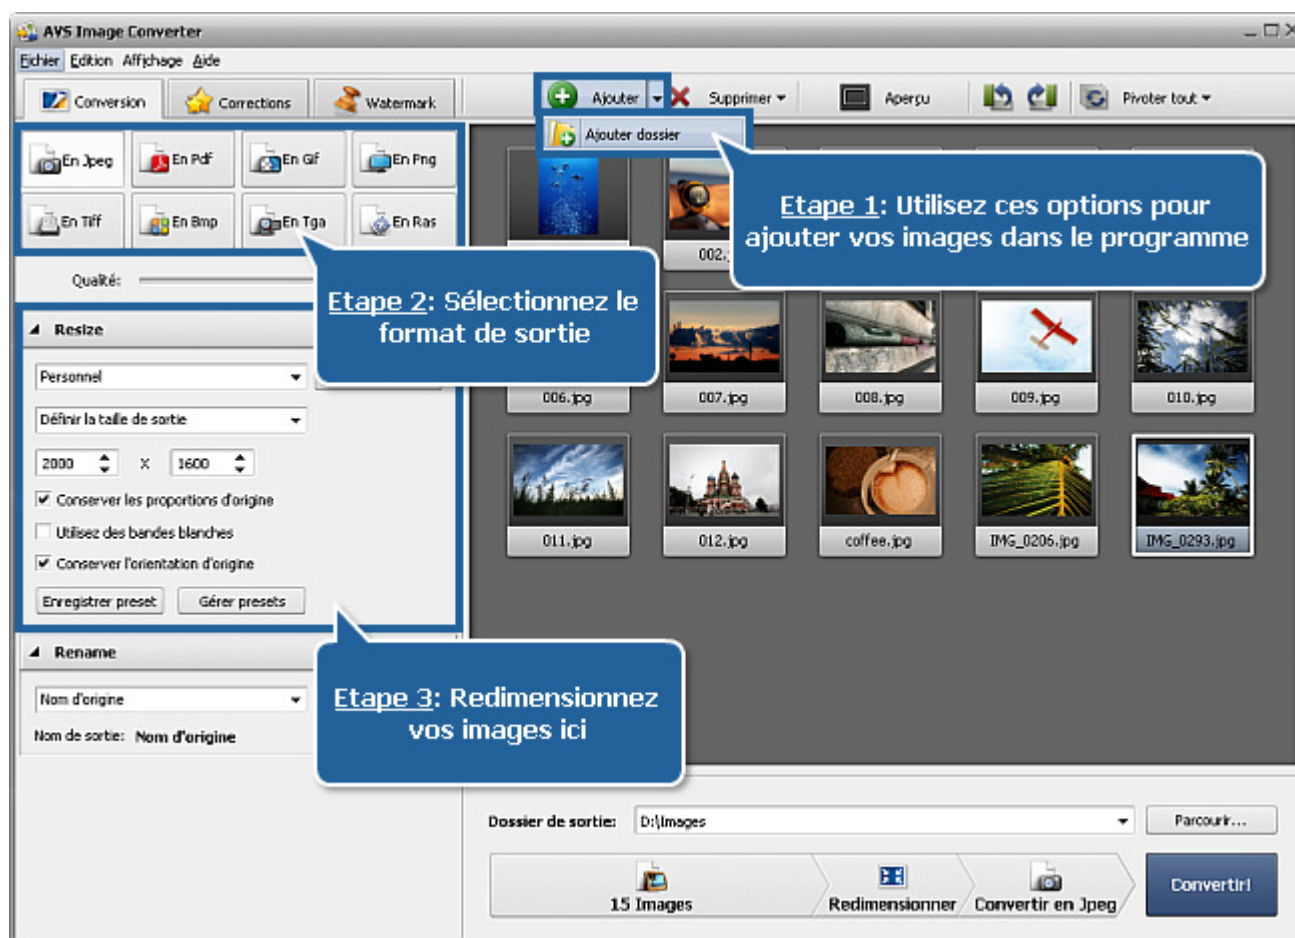 AVS Image Converter
Fichier Edition Affichage Aide
Conversion Corrections Watermark
Ajouter Supprimer Aperçu Pivoter tout
Ajouter dossier
En Jpeg En Pdf En Gif En Png
En Tiff En Bmp En Tga En Ras
Etape 1: Utilisez ces options pour
ajouter vos images dans le programme
002.
Qualité:
Etape 2: Sélectionnez le
format de sortie
Resize
Personnel
Définir la taille de sortie
2000 X 1600
Conserver les proportions d'origine
Utilisez des bandes blanches
Conserver l'orientation d'origine
Enregistrer preset Gérer presets
006.jpg 007.jpg 008.jpg 009.jpg 010.jpg
011.jpg 012.jpg coffee.jpg IMG_0206.jpg IMG_0293.jpg
Rename
Nom d'origine
Nom de sortie: Nom d'origine
Etape 3: Redimensionnez
vos images ici
Dossier de sortie: D:\Images Parcourir...
15 Images Redimensionner Convertir en Jpeg Convertir!